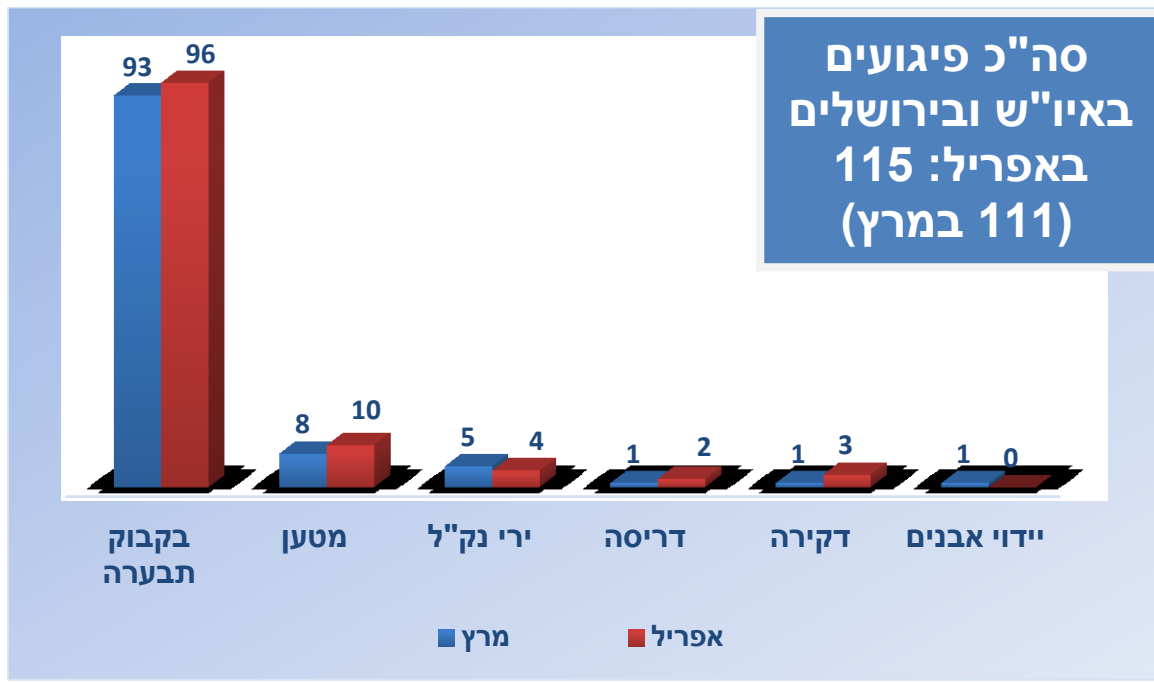 סה"כ פיגועים
באיו"ש ובירושלים
באפריל: 115
(111 במרץ)
93
96
8
10
5
4
1
2
1
3
1
0
בקבוק
תבערה
מטען
ירי נק"ל
דריסה
דקירה
יידוי אבנים
מרץ
אפריל